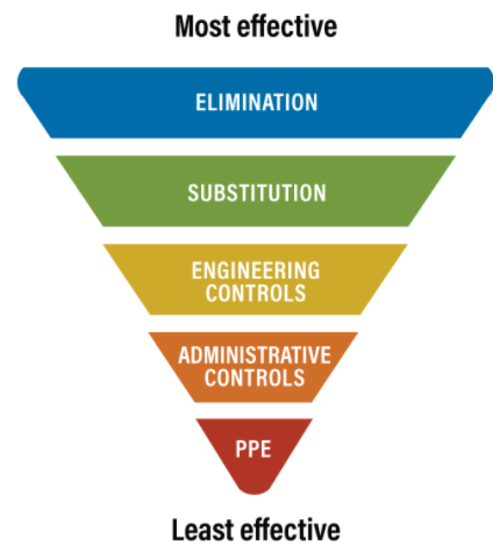 Most effective
ELIMINATION
SUBSTITUTION
ENGINEERING
CONTROLS
ADMINISTRATIVE
CONTROLS
PPE
Least effective